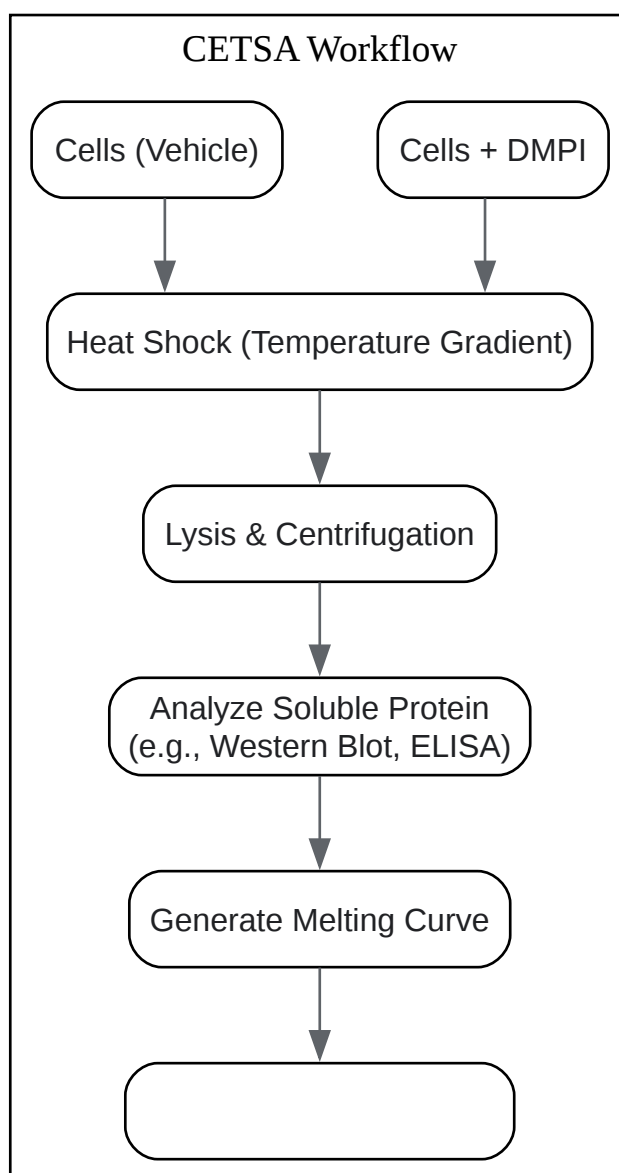 CETSA Workflow
Cells (Vehicle)
Cells + DMPI
Heat Shock (Temperature Gradient)
Lysis & Centrifugation
Analyze Soluble Protein
(e.g., Western Blot, ELISA)
Generate Melting Curve